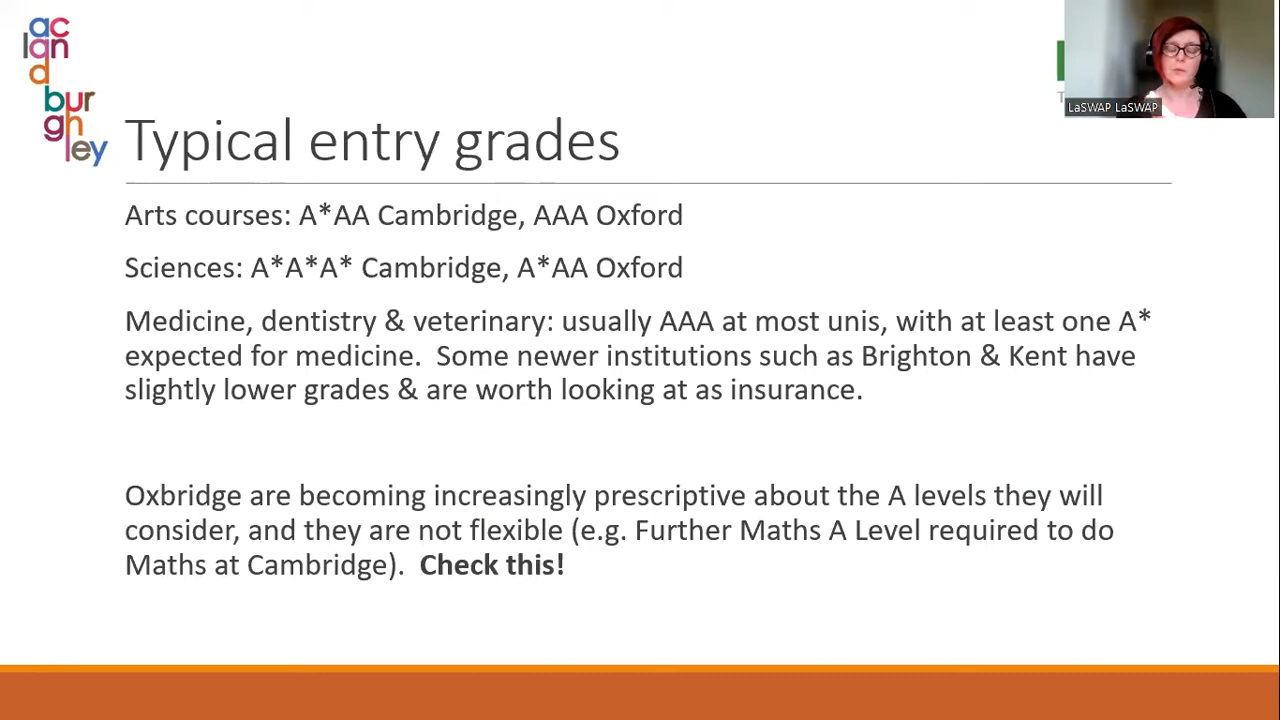 ac
lan
d
bur
gh
ley
T
LaSWAP LaSWAP
Typical entry grades
Arts courses: A*AA Cambridge, AAA Oxford
Sciences: A*A*A* Cambridge, A*AA Oxford
Medicine, dentistry & veterinary: usually AAA at most unis, with at least one A*
expected for medicine.  Some newer institutions such as Brighton & Kent have
slightly lower grades & are worth looking at as insurance.
Oxbridge are becoming increasingly prescriptive about the A levels they will
consider, and they are not flexible (e.g. Further Maths A Level required to do
Maths at Cambridge).  Check this!